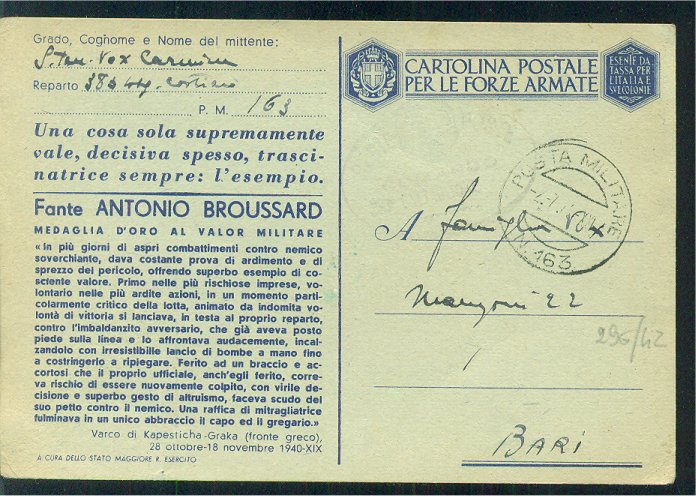 Grado, Cognome e Nome del mittente:
S. Ten. Vox Carmine
Reparto 38
P. M. 163
Una cosa sola supremamente
vale, decisiva spesso, trasci-
natrice sempre: l'esempio.
Fante ANTONIO BROUSSARD
MEDAGLIA D'ORO AL VALOR MILITARE
« In più giorni di aspri combattimenti contro nemico
soverchiante, dava costante prova di ardimento e di
sprezzo del pericolo, offrendo superbo esempio di co-
sciente valore. Primo nelle più rischiose imprese, vo-
lontario nelle più ardite azioni, in un momento parti-
colarmente critico della lotta, animato da indomita vo-
lontà di vittoria si lanciava, in testa al proprio reparto,
contro l'imbaldanzito avversario, che già aveva posto
piede sulla linea e lo affrontava audacemente, incal-
zandolo con irresistibile lancio di bombe a mano fino
a costringerlo a ripiegare. Ferito ad un braccio e ac-
cortosi che il proprio ufficiale, anch'egli ferito, corre-
va rischio di essere nuovamente colpito, con virile de-
cisione e superbo gesto di altruismo, faceva scudo del
suo petto contro il nemico. Una raffica di mitragliatrice
fulminava in un unico abbraccio il capo ed il gregario.»
Varco di Kapesticha-Graka (fronte greco),
28 ottobre-18 novembre 1940-XIX
A CURA DELLO STATO MAGGIORE R. ESERCITO
CARTOLINA POSTALE
PER LE FORZE ARMATE
ESENTE DA
TASSA PER
L'ITALIA E
SUE COLONIE
POSTA MILITARE
N. 163
A famiglia Vox
Manzoni 22
296/42
BARI